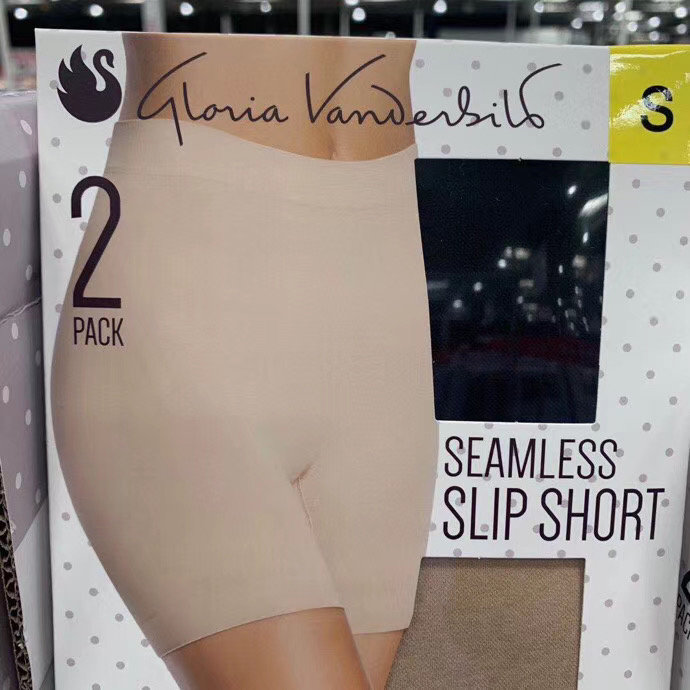 Gloria Vanderbilt
S
2
PACK
SEAMLESS
SLIP SHORT